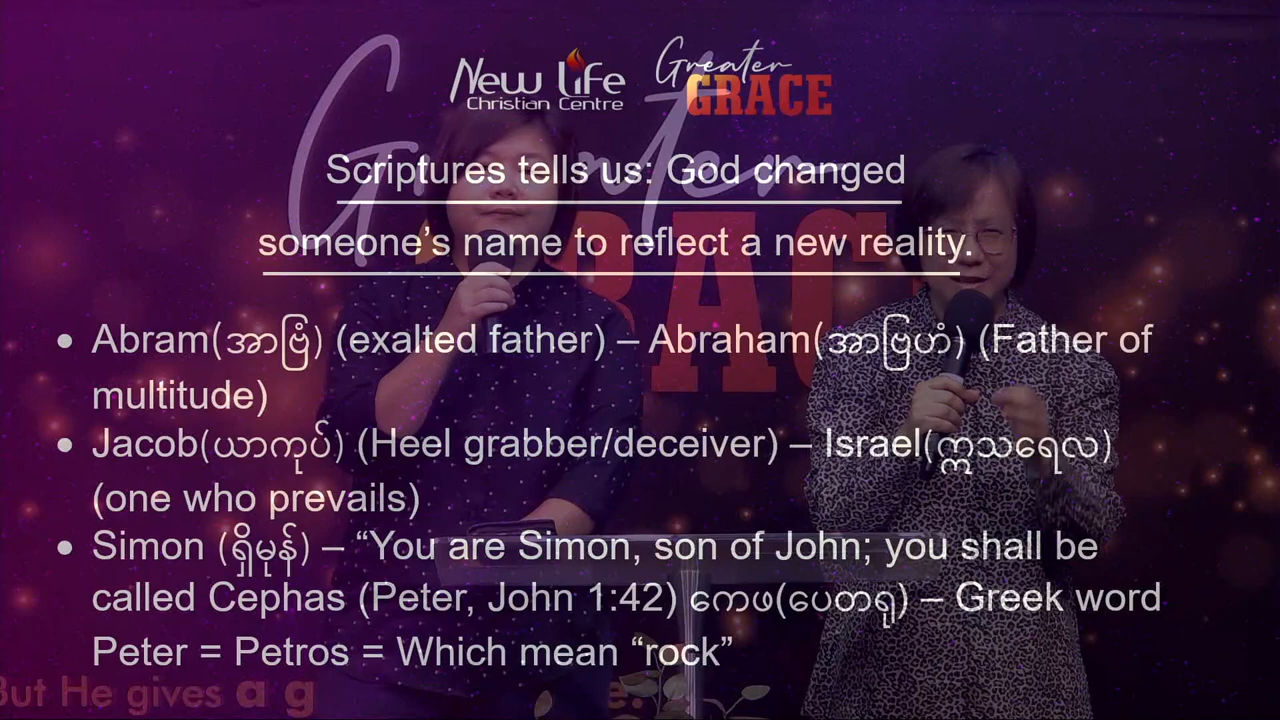 New Life
Christian Centre
Greater
GRACE
Greater
Scriptures tells us: God changed
someone’s name to reflect a new reality.
• Abram(အာဗြံ) (exalted father) – Abraham(အာဗြဟံ) (Father of
multitude)
• Jacob(ယာကုပ်) (Heel grabber/deceiver) – Israel(ဣသရေလ)
(one who prevails)
• Simon (ရှိမုန်) – “You are Simon, son of John; you shall be
called Cephas (Peter, John 1:42) ကေဖ(ပေတရု) – Greek word
Peter = Petros = Which mean “rock”
But He gives a g